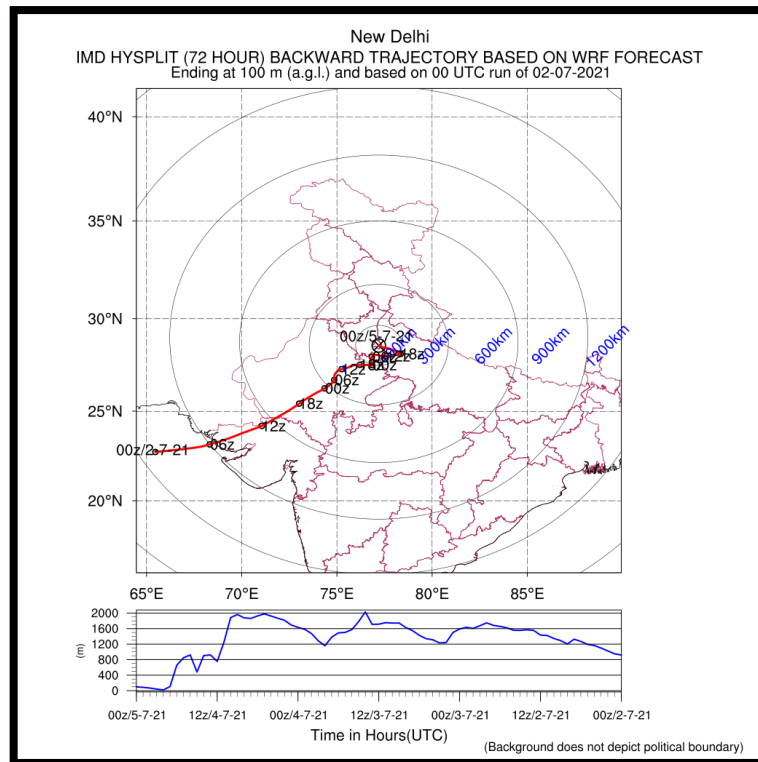 New Delhi
IMD HYSPLIT (72 HOUR) BACKWARD TRAJECTORY BASED ON WRF FORECAST
Ending at 100 m (a.g.l.) and based on 00 UTC run of 02-07-2021
40°N
35°N
30°N
25°N
20°N
65°E 70°E 75°E 80°E 85°E
00z/5-7-21
18z
12z
06z
00z
18z
12z
06z
00z/2-7-21
300km
600km
900km
1200km
2000
1600
1200
800
400
0
(m)
00z/5-7-21 12z/4-7-21 00z/4-7-21 12z/3-7-21 00z/3-7-21 12z/2-7-21 00z/2-7-21
Time in Hours(UTC)
(Background does not depict political boundary)